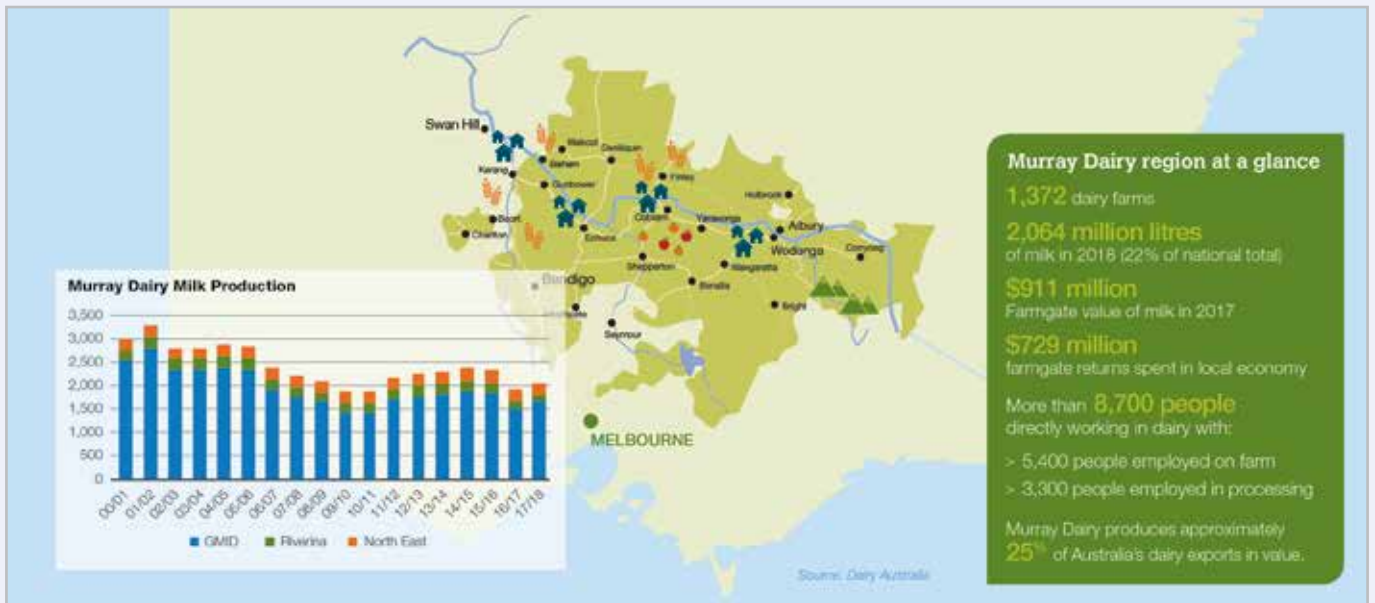 Swan Hill
Wakool
Deniliquin
Barham
Finley
Kerang
Gunbower
Holbrook
Boort
Cobram
Yarrawonga
Albury
Charlton
Echuca
Wodonga
Corryong
Shepparton
Wangaratta
Bendigo
Benalla
Bright
Seymour
MELBOURNE
Murray Dairy Milk Production
3,500
3,000
2,500
2,000
1,500
1,000
500
0
00/01
01/02
02/03
03/04
04/05
05/06
06/07
07/08
08/09
09/10
10/11
11/12
12/13
13/14
14/15
15/16
16/17
17/18
GMID
Riverina
North East
Murray Dairy region at a glance
1,372 dairy farms
2,064 million litres
of milk in 2018 (22% of national total)
$911 million
Farmgate value of milk in 2017
$729 million
farmgate returns spent in local economy
More than 8,700 people
directly working in dairy with:
> 5,400 people employed on farm
> 3,300 people employed in processing
Murray Dairy produces approximately
25% of Australia's dairy exports in value.
Source: Dairy Australia